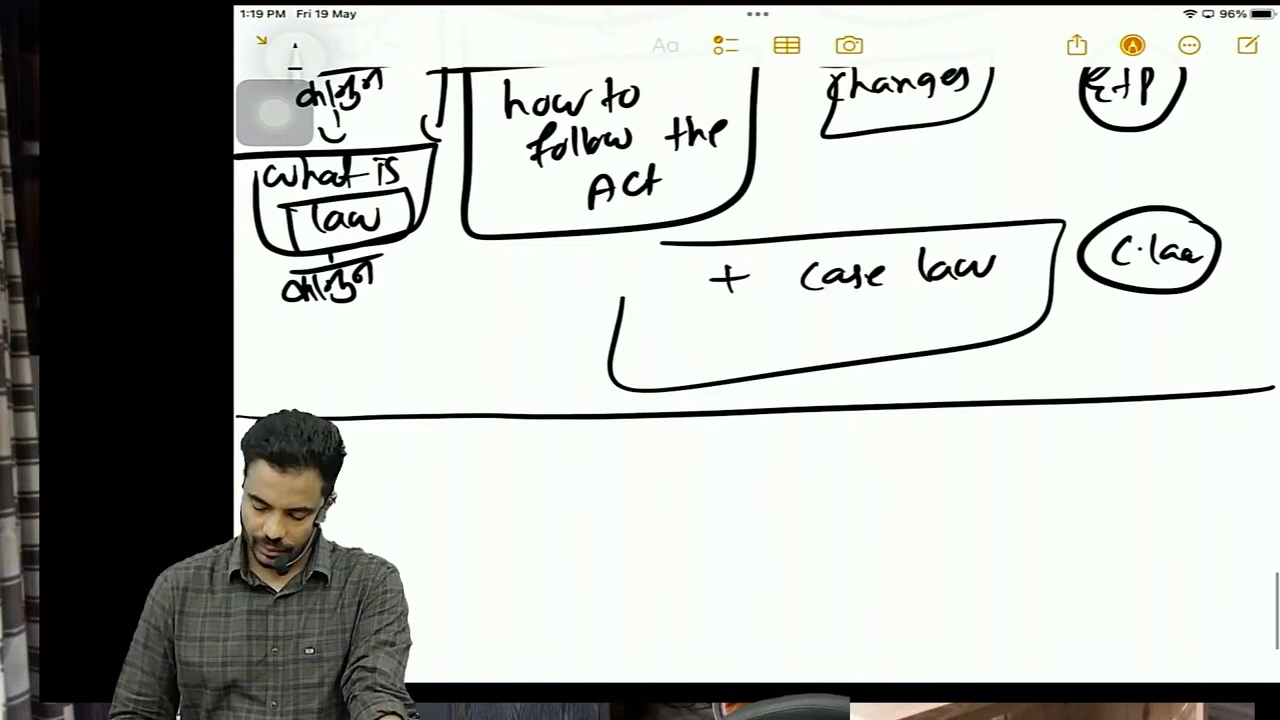 1:19 PM Fri 19 May
96%
Aa
कानून
how to
follow the
Act
changes
what is
law
कानून
+ case law
C.law